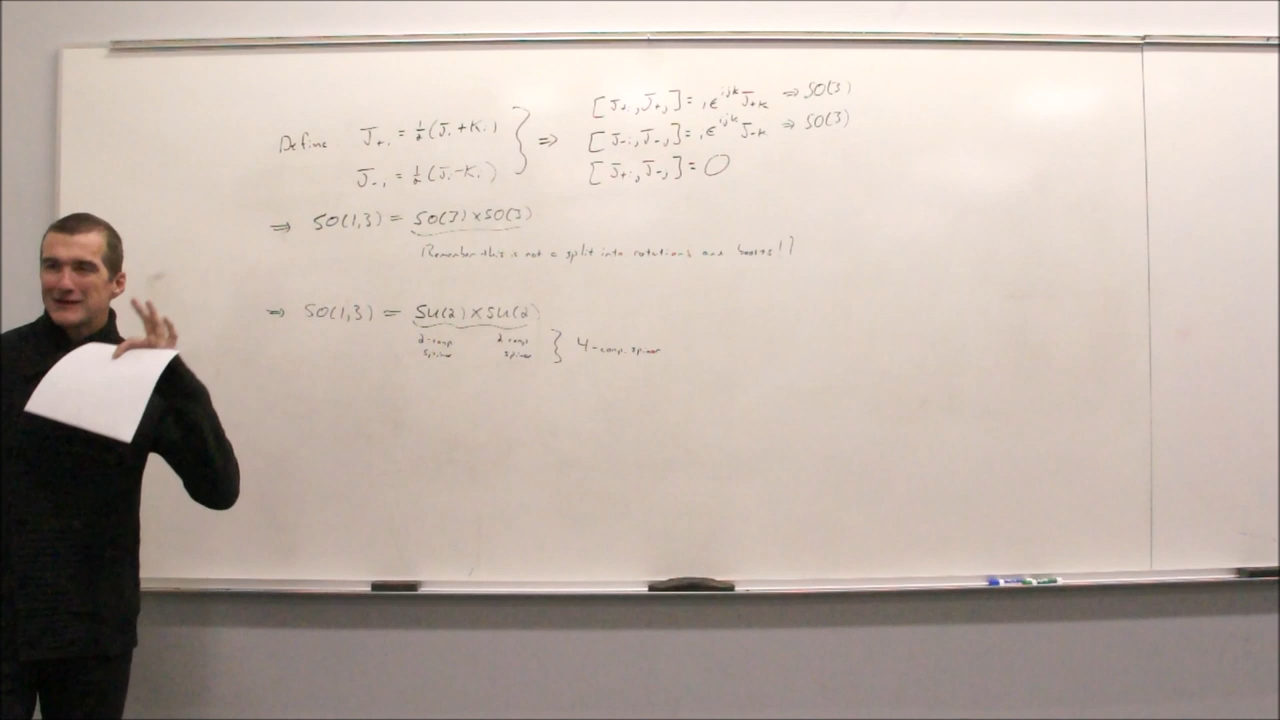 Define J₊ᵢ = ½(Jᵢ+Kᵢ)
J₋ᵢ = ½(Jᵢ-Kᵢ)
} ⇒
[J₊ᵢ, J₊ⱼ] = iϵⁱʲᵏ J₊ₖ ⇒ SO(3)
[J₋ᵢ, J₋ⱼ] = iϵⁱʲᵏ J₋ₖ ⇒ SO(3)
[J₊ᵢ, J₋ⱼ] = 0
⇒ SO(1,3) = SO(3) × SO(3)
Remember this is not a split into rotations and boosts!]
⇒ SO(1,3) = SU(2) × SU(2)
2-comp spinor 2 comp spinor } 4-comp. spinor